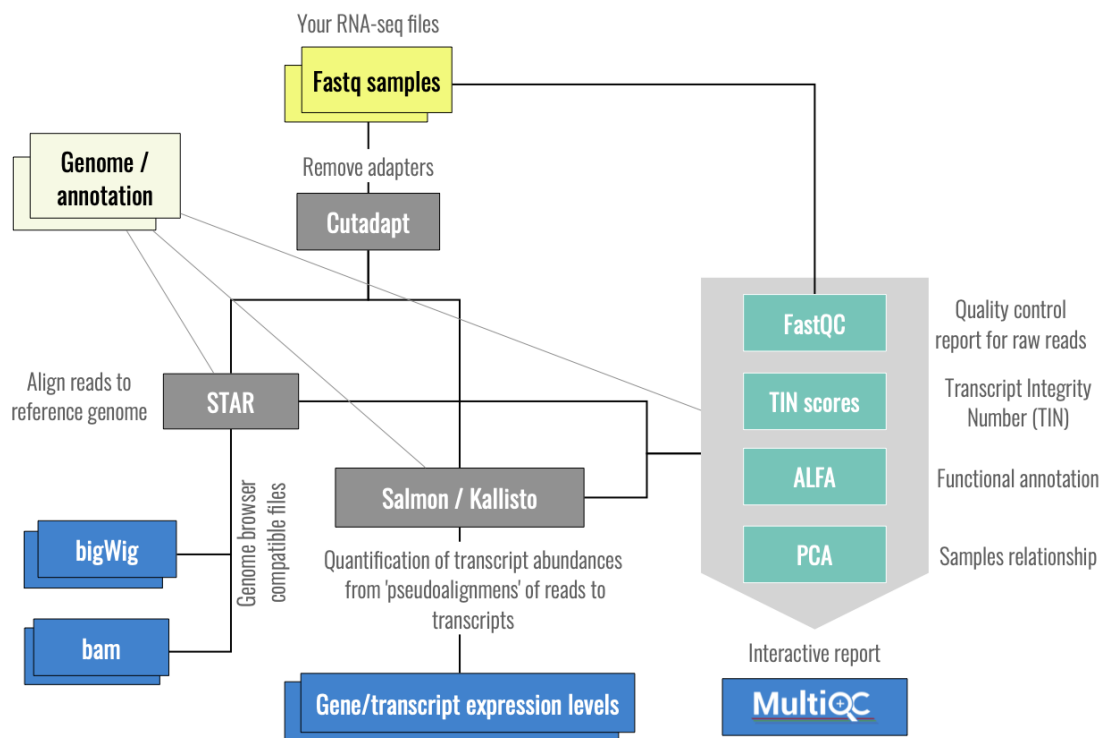 Your RNA-seq files
Fastq samples
Genome /
annotation
Remove adapters
Cutadapt
FastQC
Quality control
report for raw reads
Align reads to
reference genome
STAR
TIN scores
Transcript Integrity
Number (TIN)
Salmon / Kallisto
ALFA
Functional annotation
Genome browser
compatible files
bigWig
Quantification of transcript abundances
from 'pseudoalignmens' of reads to
transcripts
PCA
Samples relationship
bam
Interactive report
Gene/transcript expression levels
MultiQC